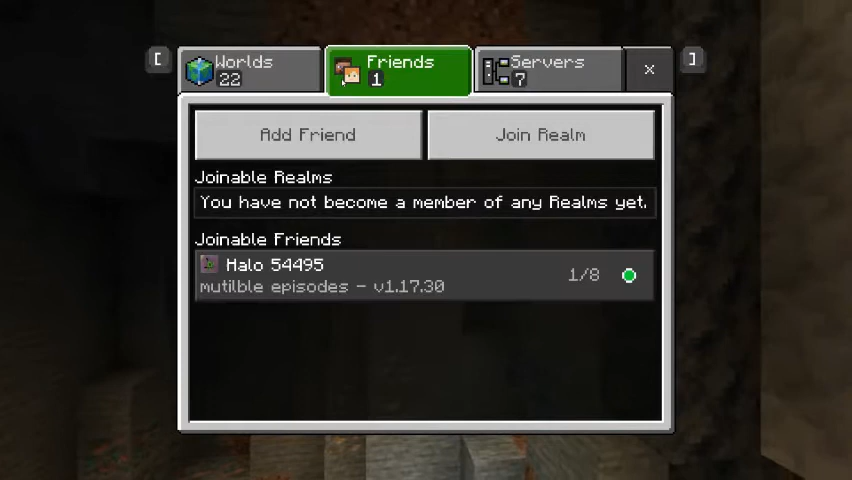 [
Worlds
22
Friends
1
Servers
7
x
]
Add Friend
Join Realm
Joinable Realms
You have not become a member of any Realms yet.
Joinable Friends
Halo 54495
1/8
mutilble episodes - v1.17.30